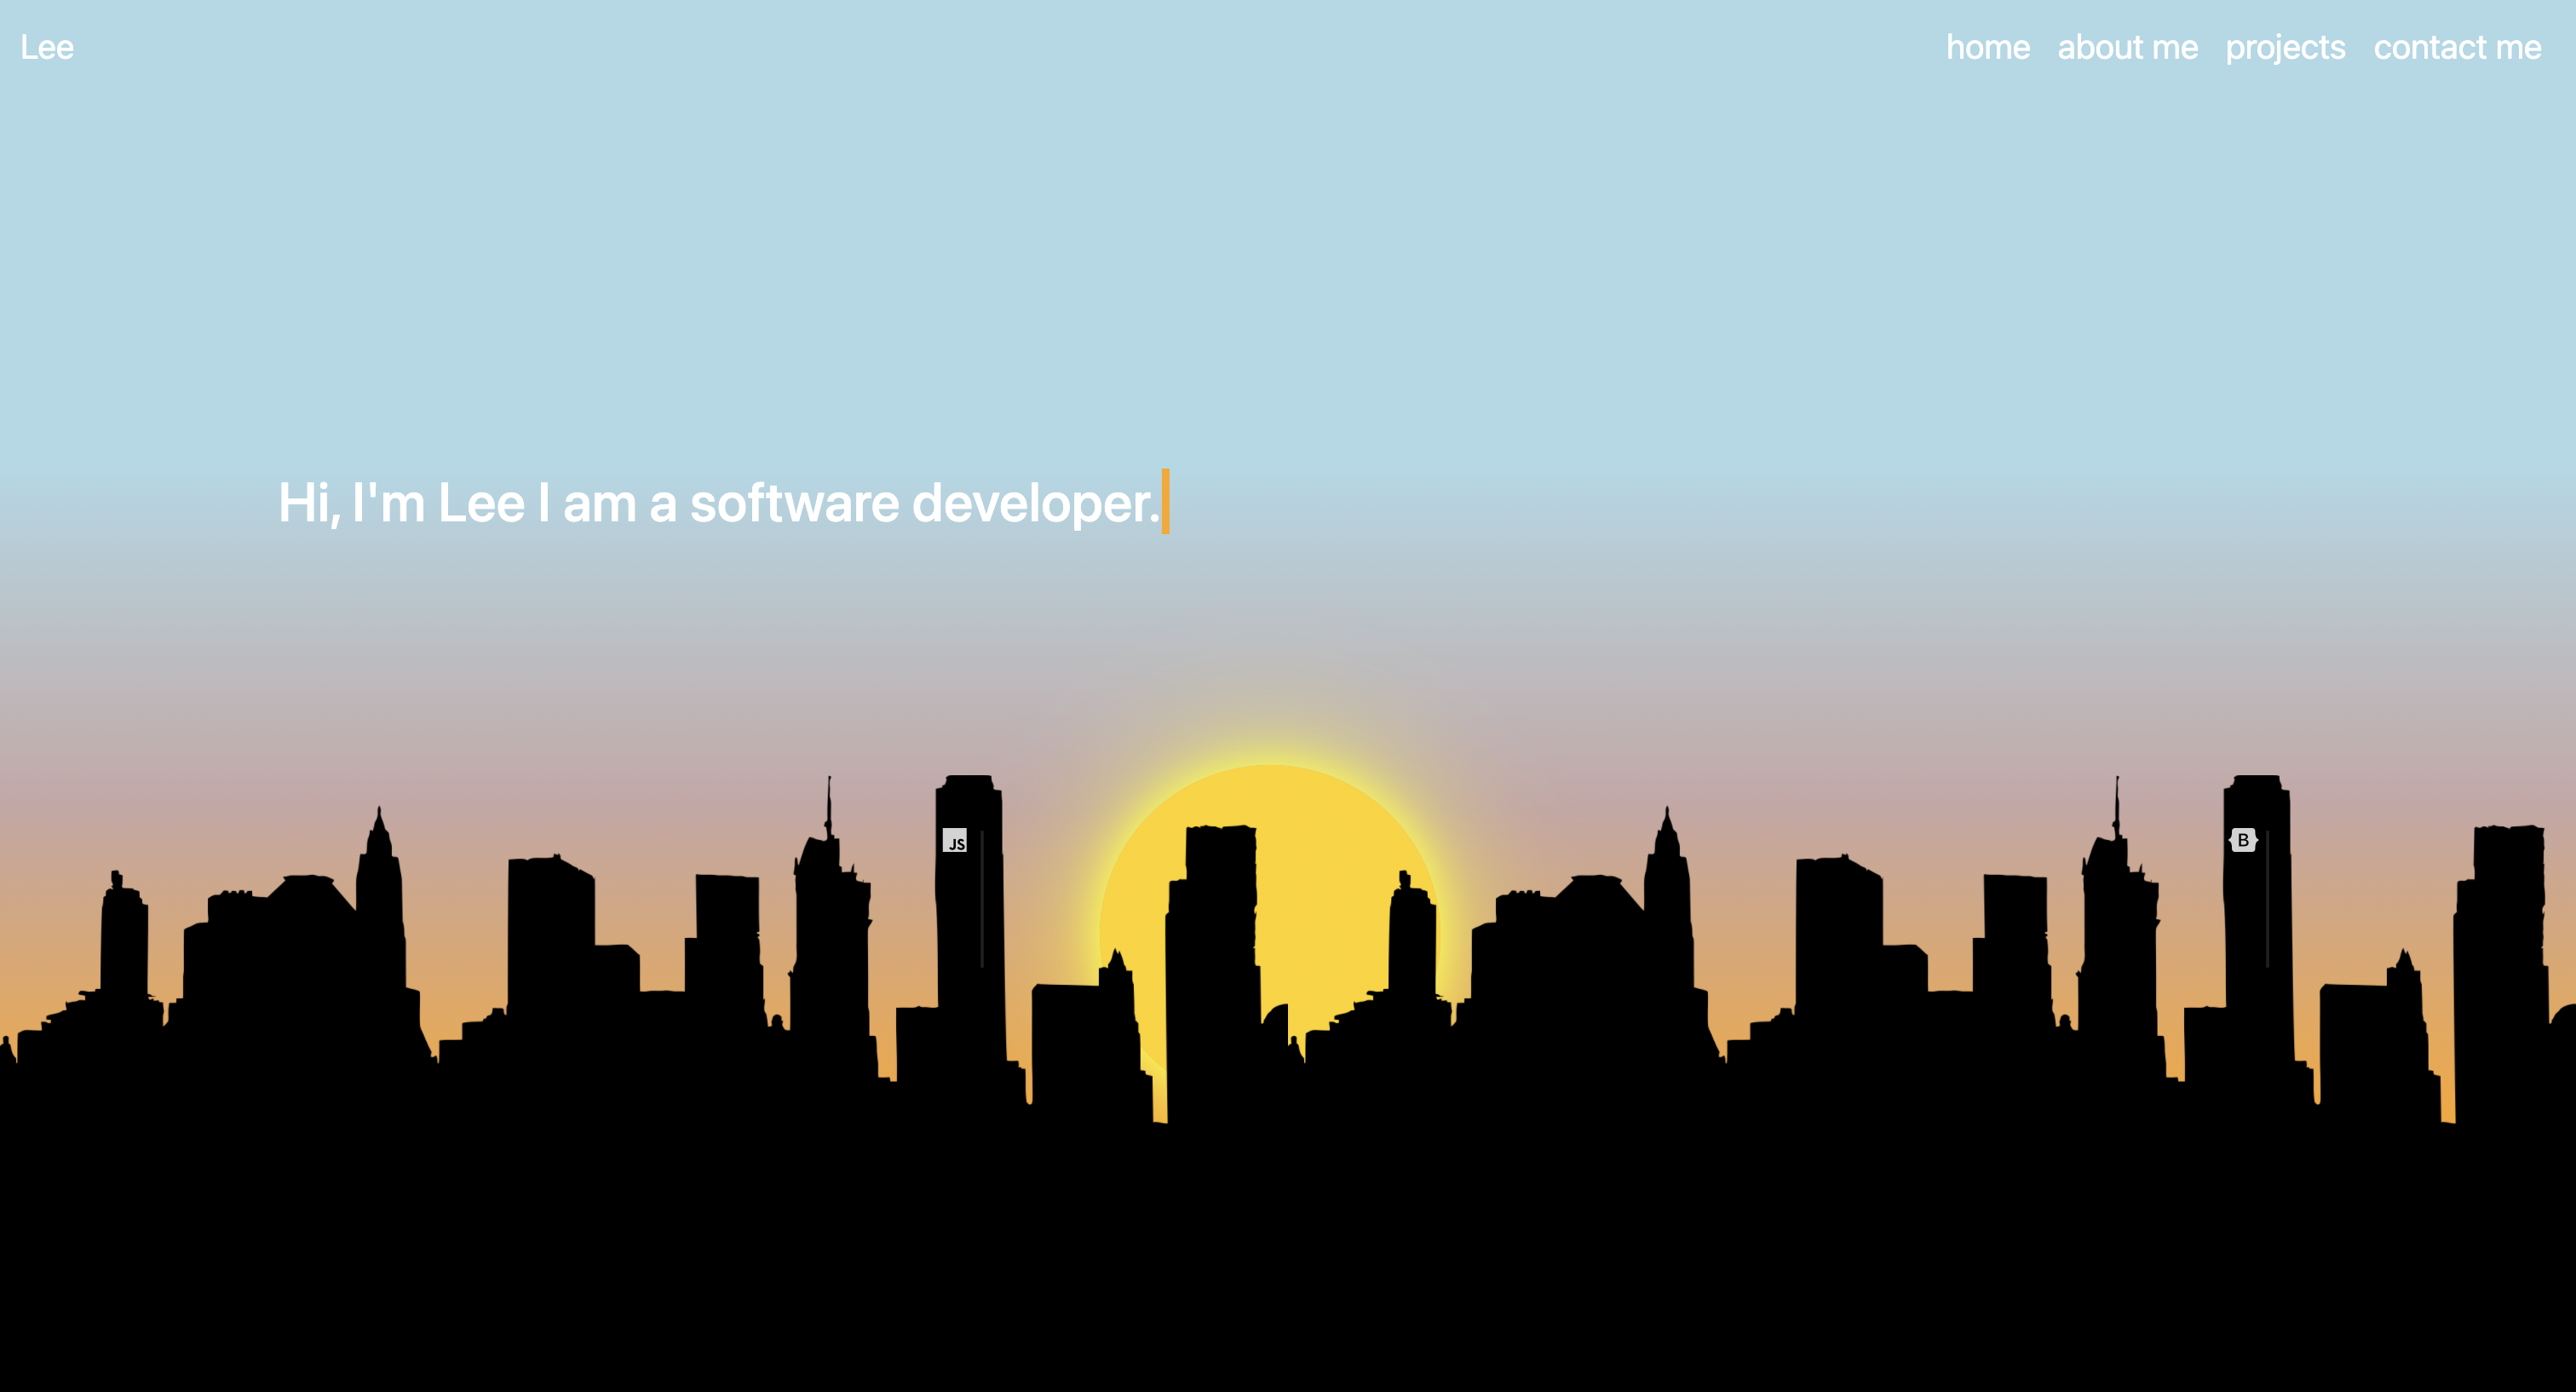 Lee
home about me projects contact me
Hi, I'm Lee I am a software developer.
JS
B